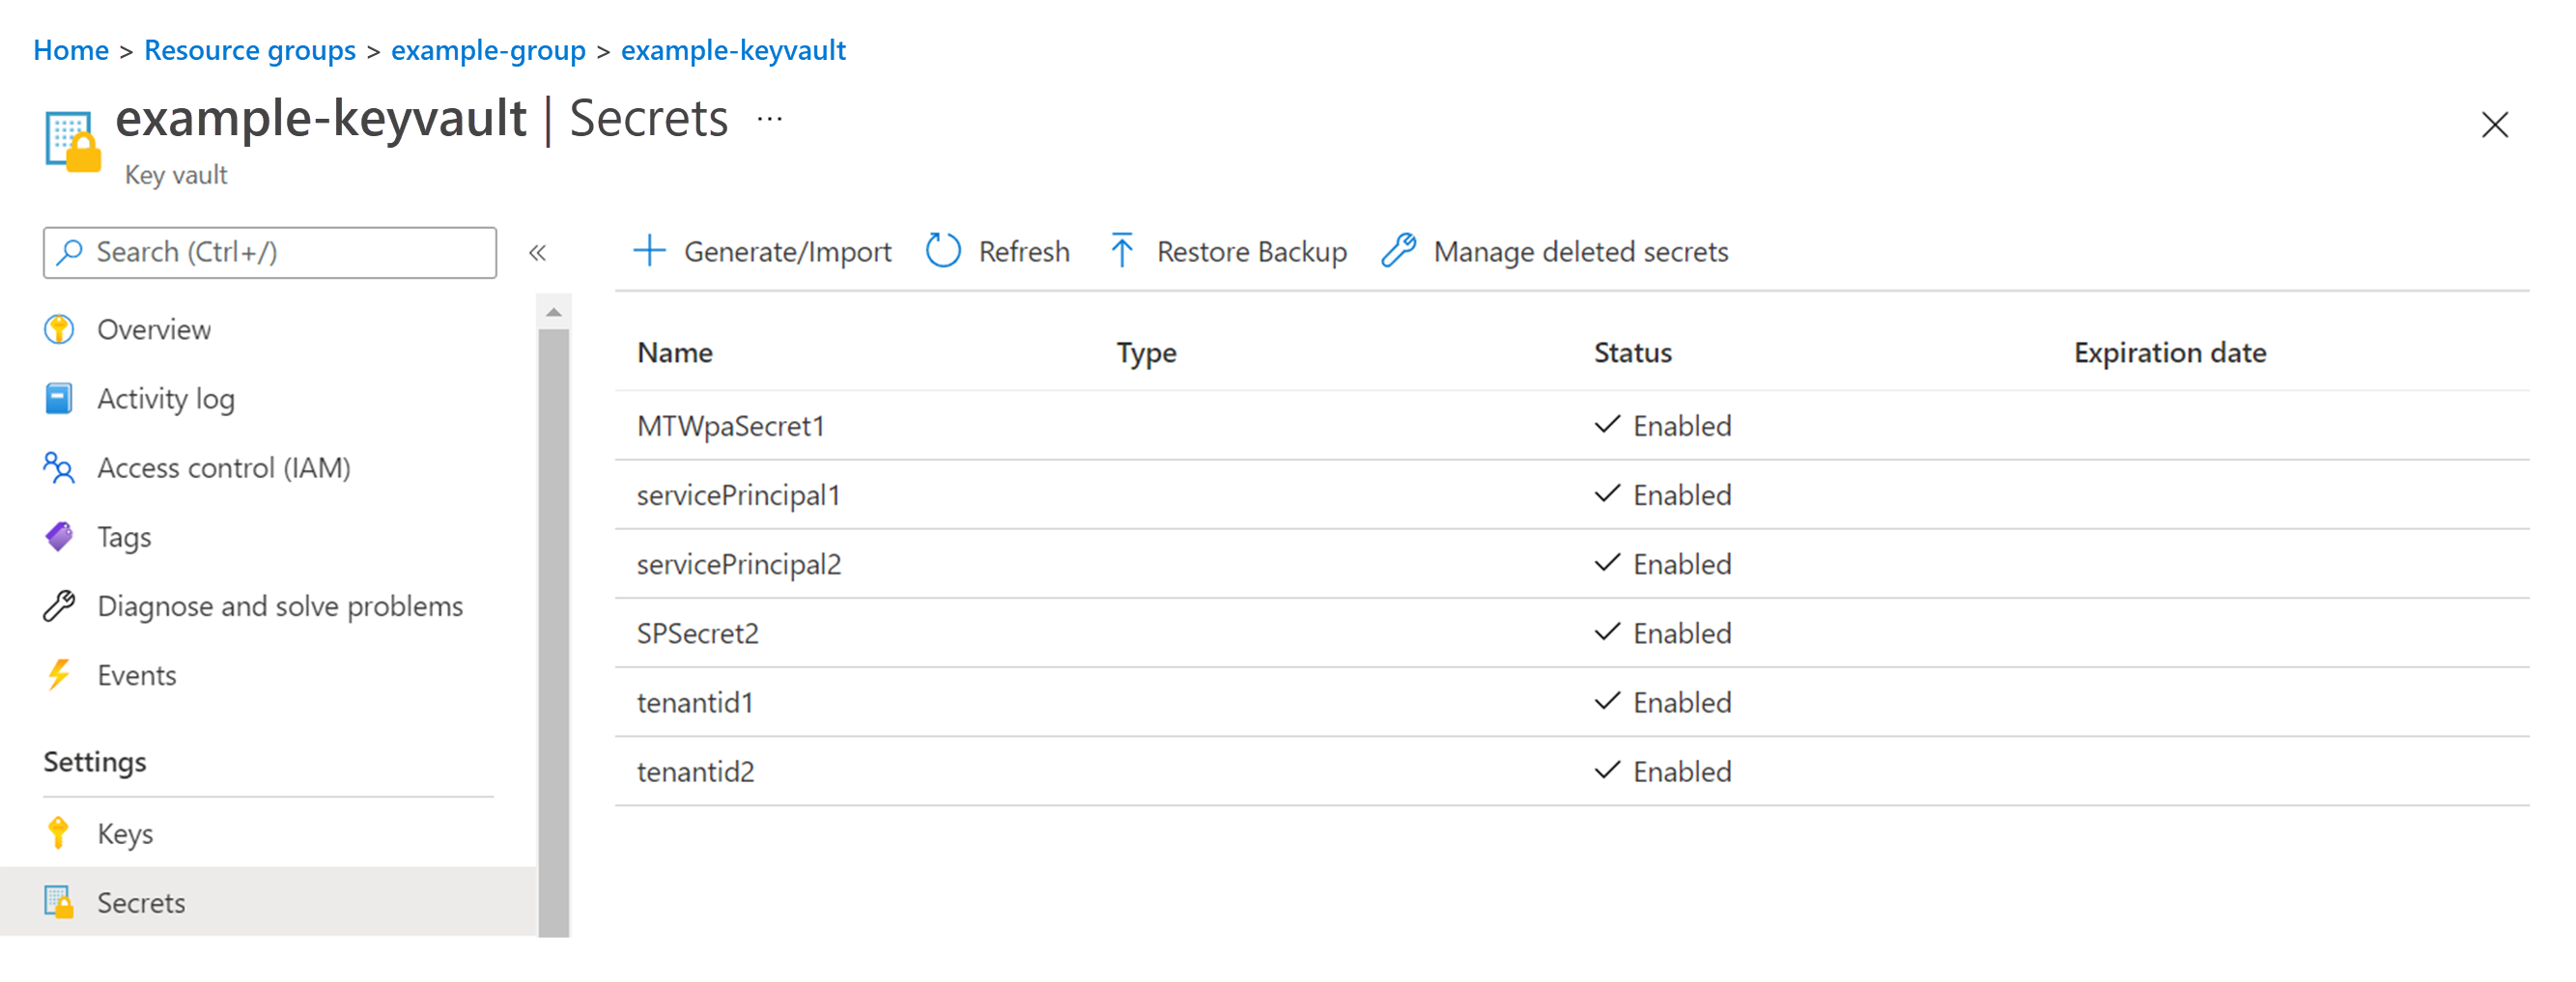 Home > Resource groups > example-group > example-keyvault
example-keyvault | Secrets ...
Key vault
Search (Ctrl+/) «
Generate/Import Refresh Restore Backup Manage deleted secrets
Overview
Activity log
Access control (IAM)
Tags
Diagnose and solve problems
Events
Settings
Keys
Secrets
Name Type Status Expiration date
MTWpaSecret1 Enabled
servicePrincipal1 Enabled
servicePrincipal2 Enabled
SPSecret2 Enabled
tenantid1 Enabled
tenantid2 Enabled